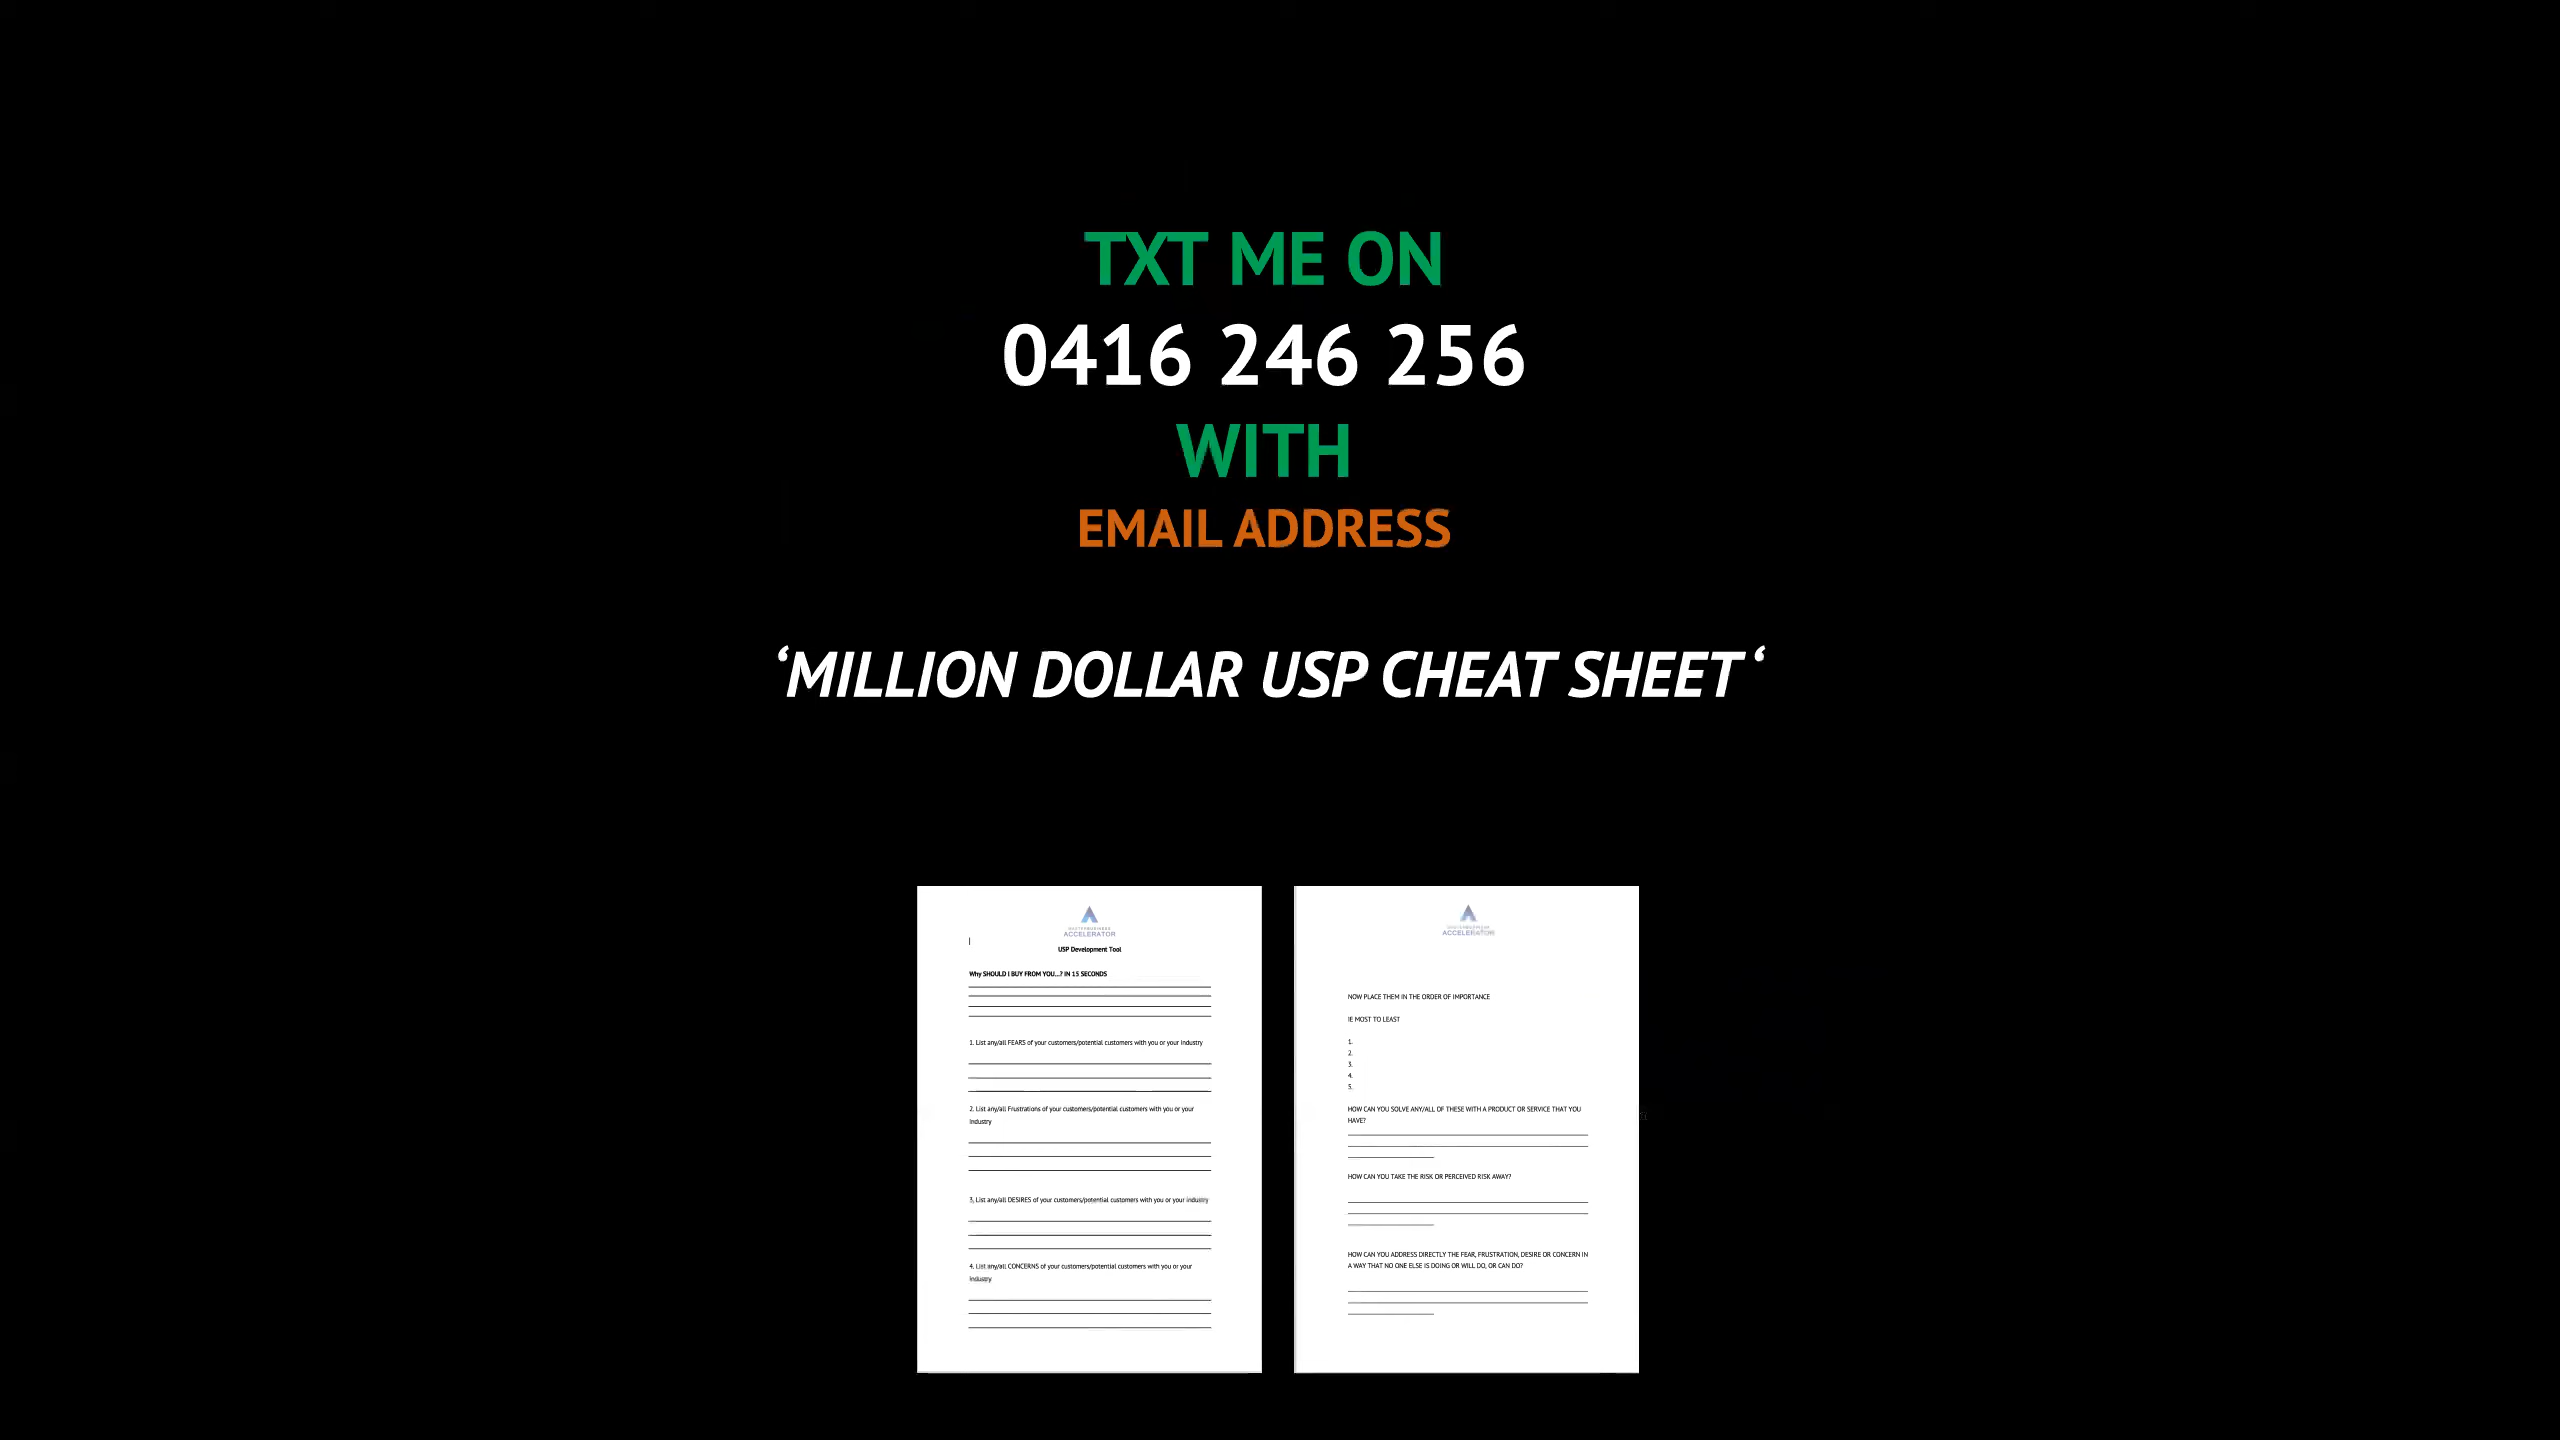 TXT ME ON
0416 246 256
WITH
EMAIL ADDRESS
‘MILLION DOLLAR USP CHEAT SHEET‘
ACCELERATOR
USP Development Tool
Why SHOULD I BUY FROM YOU...? IN 15 SECONDS
1. List any/all FEARS of your customers/potential customers with you or your industry
2. List any/all Frustrations of your customers/potential customers with you or your
industry
3, List any/all DESIRES of your customers/potential customers with you or your industry
4. List any/all CONCERNS of your customers/potential customers with you or your
industry
ACCELERATOR
NOW PLACE THEM IN THE ORDER OF IMPORTANCE
IE MOST TO LEAST
1.
2.
3.
4.
5.
HOW CAN YOU SOLVE ANY/ALL OF THESE WITH A PRODUCT OR SERVICE THAT YOU
HAVE?
HOW CAN YOU TAKE THE RISK OR PERCEIVED RISK AWAY?
HOW CAN YOU ADDRESS DIRECTLY THE FEAR, FRUSTRATION, DESIRE OR CONCERN IN
A WAY THAT NO ONE ELSE IS DOING OR WILL DO, OR CAN DO?